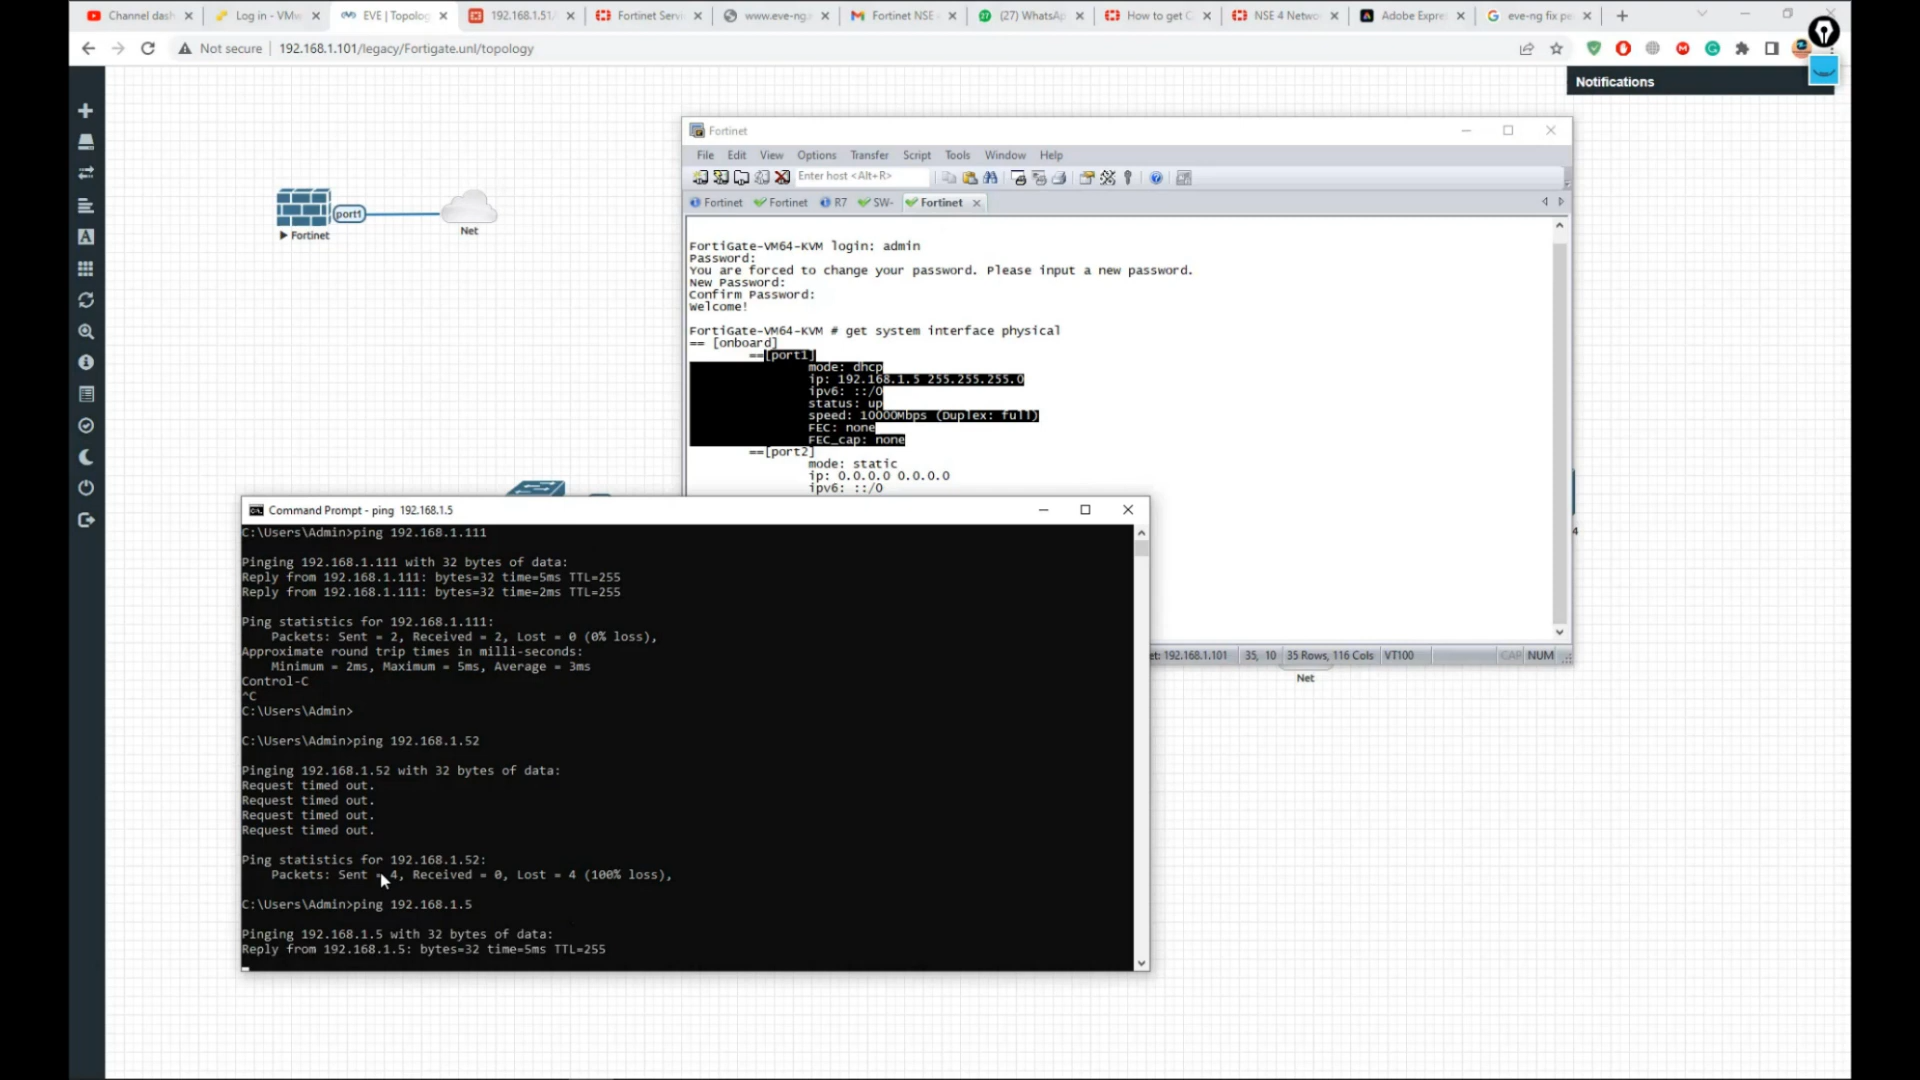 Channel dash
Log in - VMw
EVE | Topolog
192.168.1.51/
Fortinet Servi
www.eve-ng.
Fortinet NSE -
(27) WhatsAp
How to get C
NSE 4 Netwo
Adobe Expre
eve-ng fix pe
Not secure
192.168.1.101/legacy/Fortigate.unl/topology
Notifications
port1
Fortinet
Net
Fortinet
File Edit View Options Transfer Script Tools Window Help
Enter host <Alt+R>
Fortinet Fortinet R7 SW- Fortinet
FortiGate-VM64-KVM login: admin
Password:
You are forced to change your password. Please input a new password.
New Password:
Confirm Password:
Welcome!
FortiGate-VM64-KVM # get system interface physical
== [onboard]
==[port1]
mode: dhcp
ip: 192.168.1.5 255.255.255.0
ipv6: ::/0
status: up
speed: 10000Mbps (Duplex: full)
FEC: none
FEC_cap: none
==[port2]
mode: static
ip: 0.0.0.0 0.0.0.0
ipv6: ::/0
Command Prompt - ping 192.168.1.5
C:\Users\Admin>ping 192.168.1.111
Pinging 192.168.1.111 with 32 bytes of data:
Reply from 192.168.1.111: bytes=32 time=5ms TTL=255
Reply from 192.168.1.111: bytes=32 time=2ms TTL=255
Ping statistics for 192.168.1.111:
Packets: Sent = 2, Received = 2, Lost = 0 (0% loss),
Approximate round trip times in milli-seconds:
Minimum = 2ms, Maximum = 5ms, Average = 3ms
Control-C
^C
C:\Users\Admin>
C:\Users\Admin>ping 192.168.1.52
Pinging 192.168.1.52 with 32 bytes of data:
Request timed out.
Request timed out.
Request timed out.
Request timed out.
Ping statistics for 192.168.1.52:
Packets: Sent = 4, Received = 0, Lost = 4 (100% loss),
C:\Users\Admin>ping 192.168.1.5
Pinging 192.168.1.5 with 32 bytes of data:
Reply from 192.168.1.5: bytes=32 time=5ms TTL=255
et: 192.168.1.101 35, 10 35 Rows, 116 Cols VT100 CAP NUM
Net
4